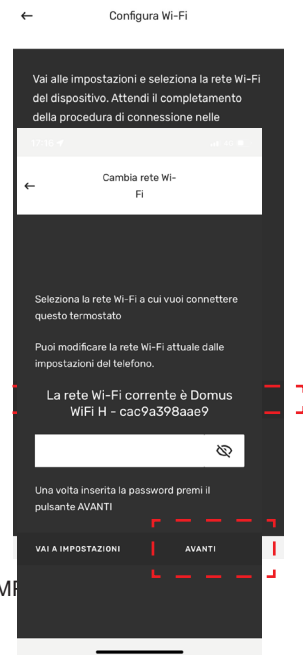 ← Configura Wi-Fi
Vai alle impostazioni e seleziona la rete Wi-Fi
del dispositivo. Attendi il completamento
della procedura di connessione nelle
← Cambia rete Wi-
Fi
Seleziona la rete Wi-Fi a cui vuoi connettere
questo termostato
Puoi modificare la rete Wi-Fi attuale dalle
impostazioni del telefono.
La rete Wi-Fi corrente è Domus
WiFi H - cac9a398aae9
Una volta inserita la password premi il
pulsante AVANTI
VAI A IMPOSTAZIONI AVANTI